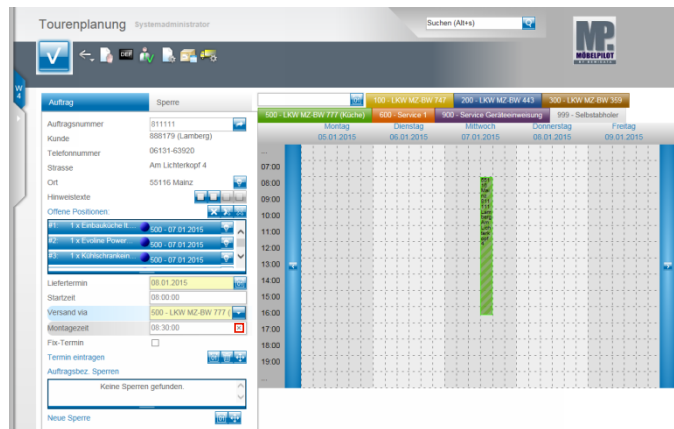 Tourenplanung Systemadministrator
Suchen (Alt+s)
MP
MÖBELPILOT
DEF
W
4
Auftrag Sperre
Auftragsnummer 011111
Kunde 888179 (Lamberg)
Telefonnummer 06131-63920
Strasse Am Lichterkopf 4
Ort 55116 Mainz
Hinweistexte
Offene Positionen:
#1 1 x Einbauküche lt.... 500 - 07.01.2015
#2 1 x Evoline Power... 500 - 07.01.2015
#3 1 x Kühlschrankein... 500 - 07.01.2015
Liefertermin 08.01.2015
Startzeit 08:00:00
Versand via 500 - LKW MZ-BW 777 (
Montagezeit 08:30:00
Fix-Termin
Termin eintragen
Auftragsbez. Sperren
Keine Sperren gefunden.
Neue Sperre
100 - LKW MZ-BW 747 200 - LKW MZ-BW 443 300 - LKW MZ-BW 359
500 - LKW MZ-BW 777 (Küche) 600 - Service 1 900 - Service Geräteeinweisung 999 - Selbstabholer
Montag Dienstag Mittwoch Donnerstag Freitag
05.01.2015 06.01.2015 07.01.2015 08.01.2015 09.01.2015
...
07:00
08:00
09:00
10:00
11:00
12:00
13:00
14:00
15:00
16:00
17:00
18:00
19:00
...